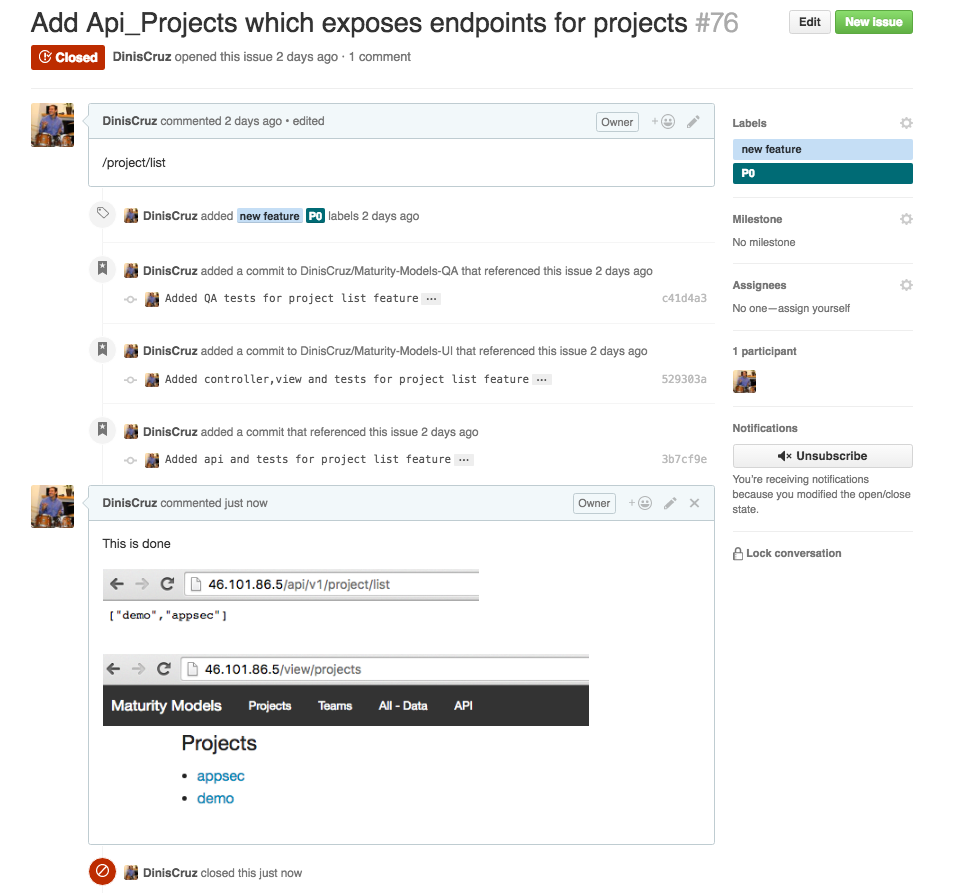 Add Api_Projects which exposes endpoints for projects #76
Edit
New issue
Closed
DinisCruz opened this issue 2 days ago · 1 comment
DinisCruz commented 2 days ago • edited
Owner
/project/list
DinisCruz added new feature P0 labels 2 days ago
DinisCruz added a commit to DinisCruz/Maturity-Models-QA that referenced this issue 2 days ago
Added QA tests for project list feature ...
c41d4a3
DinisCruz added a commit to DinisCruz/Maturity-Models-UI that referenced this issue 2 days ago
Added controller,view and tests for project list feature ...
529303a
DinisCruz added a commit that referenced this issue 2 days ago
Added api and tests for project list feature ...
3b7cf9e
DinisCruz commented just now
Owner
This is done
46.101.86.5/api/v1/project/list
["demo","appsec"]
46.101.86.5/view/projects
Maturity Models Projects Teams All - Data API
Projects
• appsec
• demo
DinisCruz closed this just now
Labels
new feature
P0
Milestone
No milestone
Assignees
No one—assign yourself
1 participant
Notifications
Unsubscribe
You're receiving notifications
because you modified the open/close
state.
Lock conversation